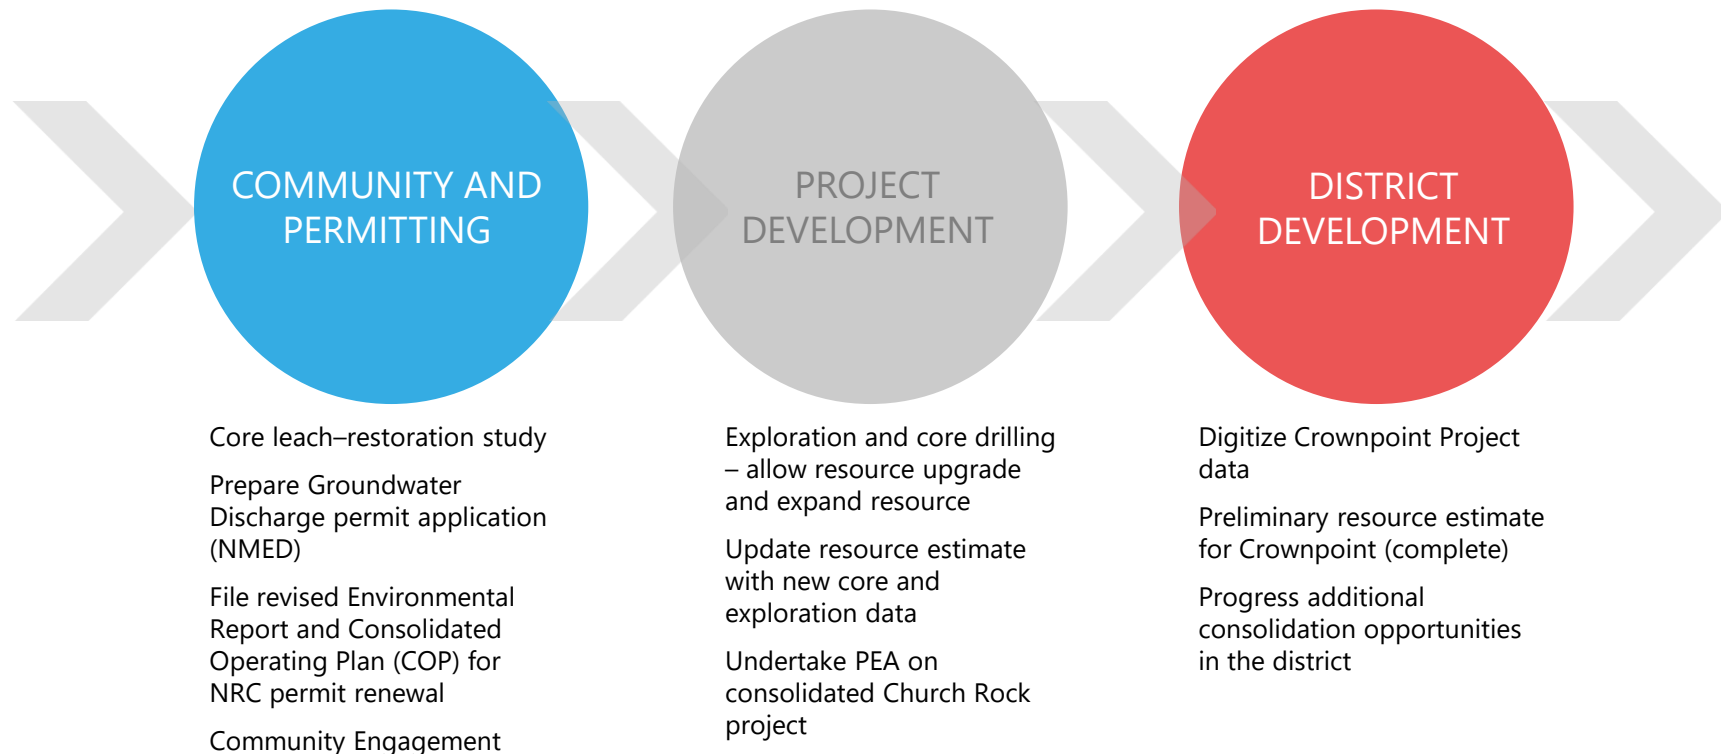 COMMUNITY AND
PERMITTING
Core leach–restoration study
Prepare Groundwater
Discharge permit application
(NMED)
File revised Environmental
Report and Consolidated
Operating Plan (COP) for
NRC permit renewal
Community Engagement
PROJECT
DEVELOPMENT
Exploration and core drilling
– allow resource upgrade
and expand resource
Update resource estimate
with new core and
exploration data
Undertake PEA on
consolidated Church Rock
project
DISTRICT
DEVELOPMENT
Digitize Crownpoint Project
data
Preliminary resource estimate
for Crownpoint (complete)
Progress additional
consolidation opportunities
in the district